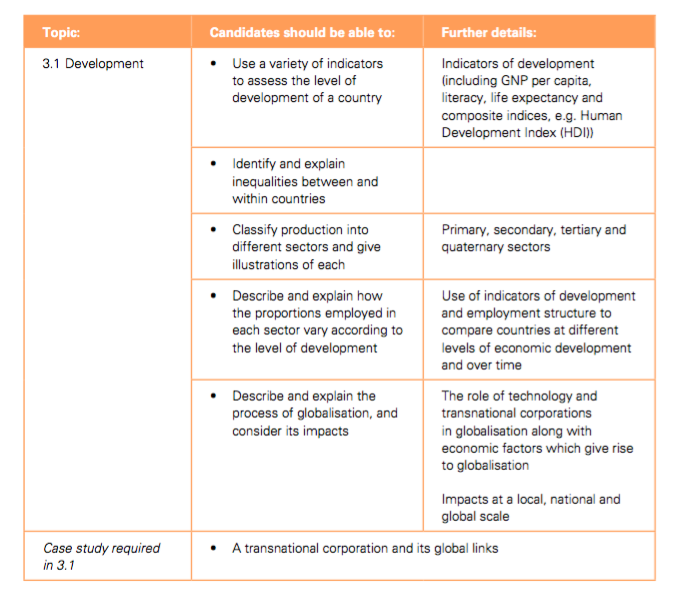 Topic:
Candidates should be able to:
Further details:
3.1 Development
• Use a variety of indicators
to assess the level of
development of a country
Indicators of development
(including GNP per capita,
literacy, life expectancy and
composite indices, e.g. Human
Development Index (HDI))
• Identify and explain
inequalities between and
within countries
• Classify production into
different sectors and give
illustrations of each
Primary, secondary, tertiary and
quaternary sectors
• Describe and explain how
the proportions employed in
each sector vary according to
the level of development
Use of indicators of development
and employment structure to
compare countries at different
levels of economic development
and over time
• Describe and explain the
process of globalisation, and
consider its impacts
The role of technology and
transnational corporations
in globalisation along with
economic factors which give rise
to globalisation
Impacts at a local, national and
global scale
Case study required
in 3.1
• A transnational corporation and its global links